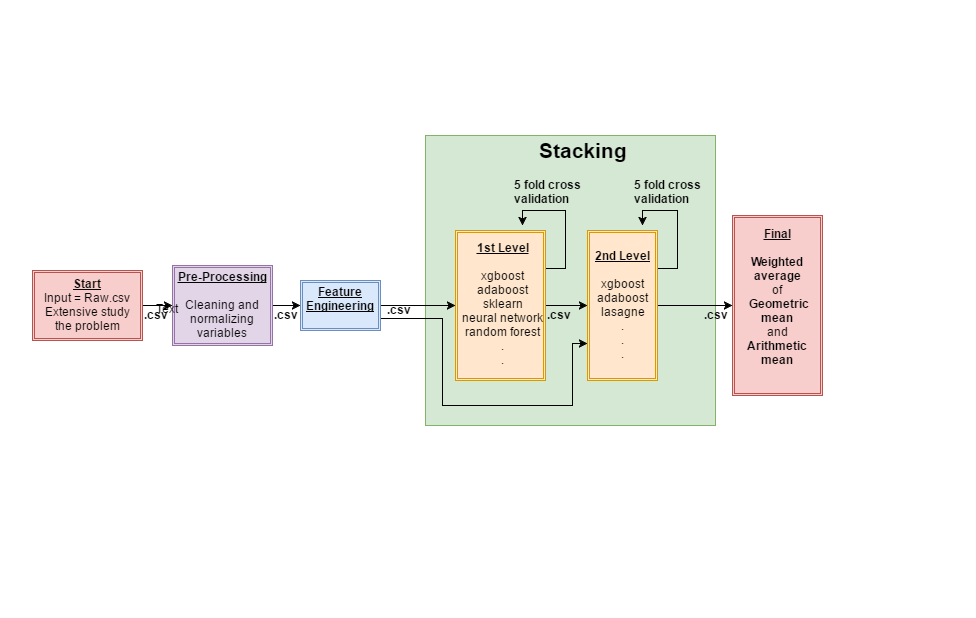 Stacking
5 fold cross
validation
5 fold cross
validation
Start
Input = Raw.csv
Extensive study
the problem
.csv
Text
Pre-Processing
Cleaning and
normalizing
variables
.csv
Feature
Engineering
.csv
1st Level
xgboost
adaboost
sklearn
neural network
random forest
.
.
.csv
2nd Level
xgboost
adaboost
lasagne
.
.
.
.csv
Final
Weighted
average
of
Geometric
mean
and
Arithmetic
mean